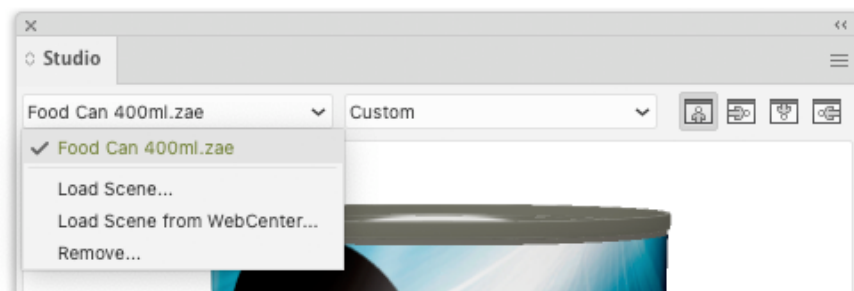 Studio
Food Can 400ml.zae
Custom
Food Can 400ml.zae
Load Scene...
Load Scene from WebCenter...
Remove...